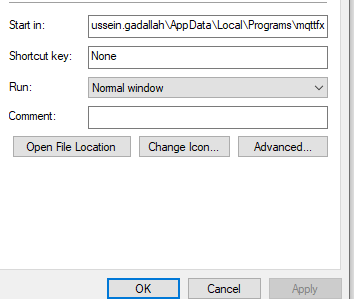 Start in: ussein.gadallah\AppData\Local\Programs\mqttfx
Shortcut key: None
Run: Normal window
Comment:
Open File Location Change Icon... Advanced...
OK Cancel Apply